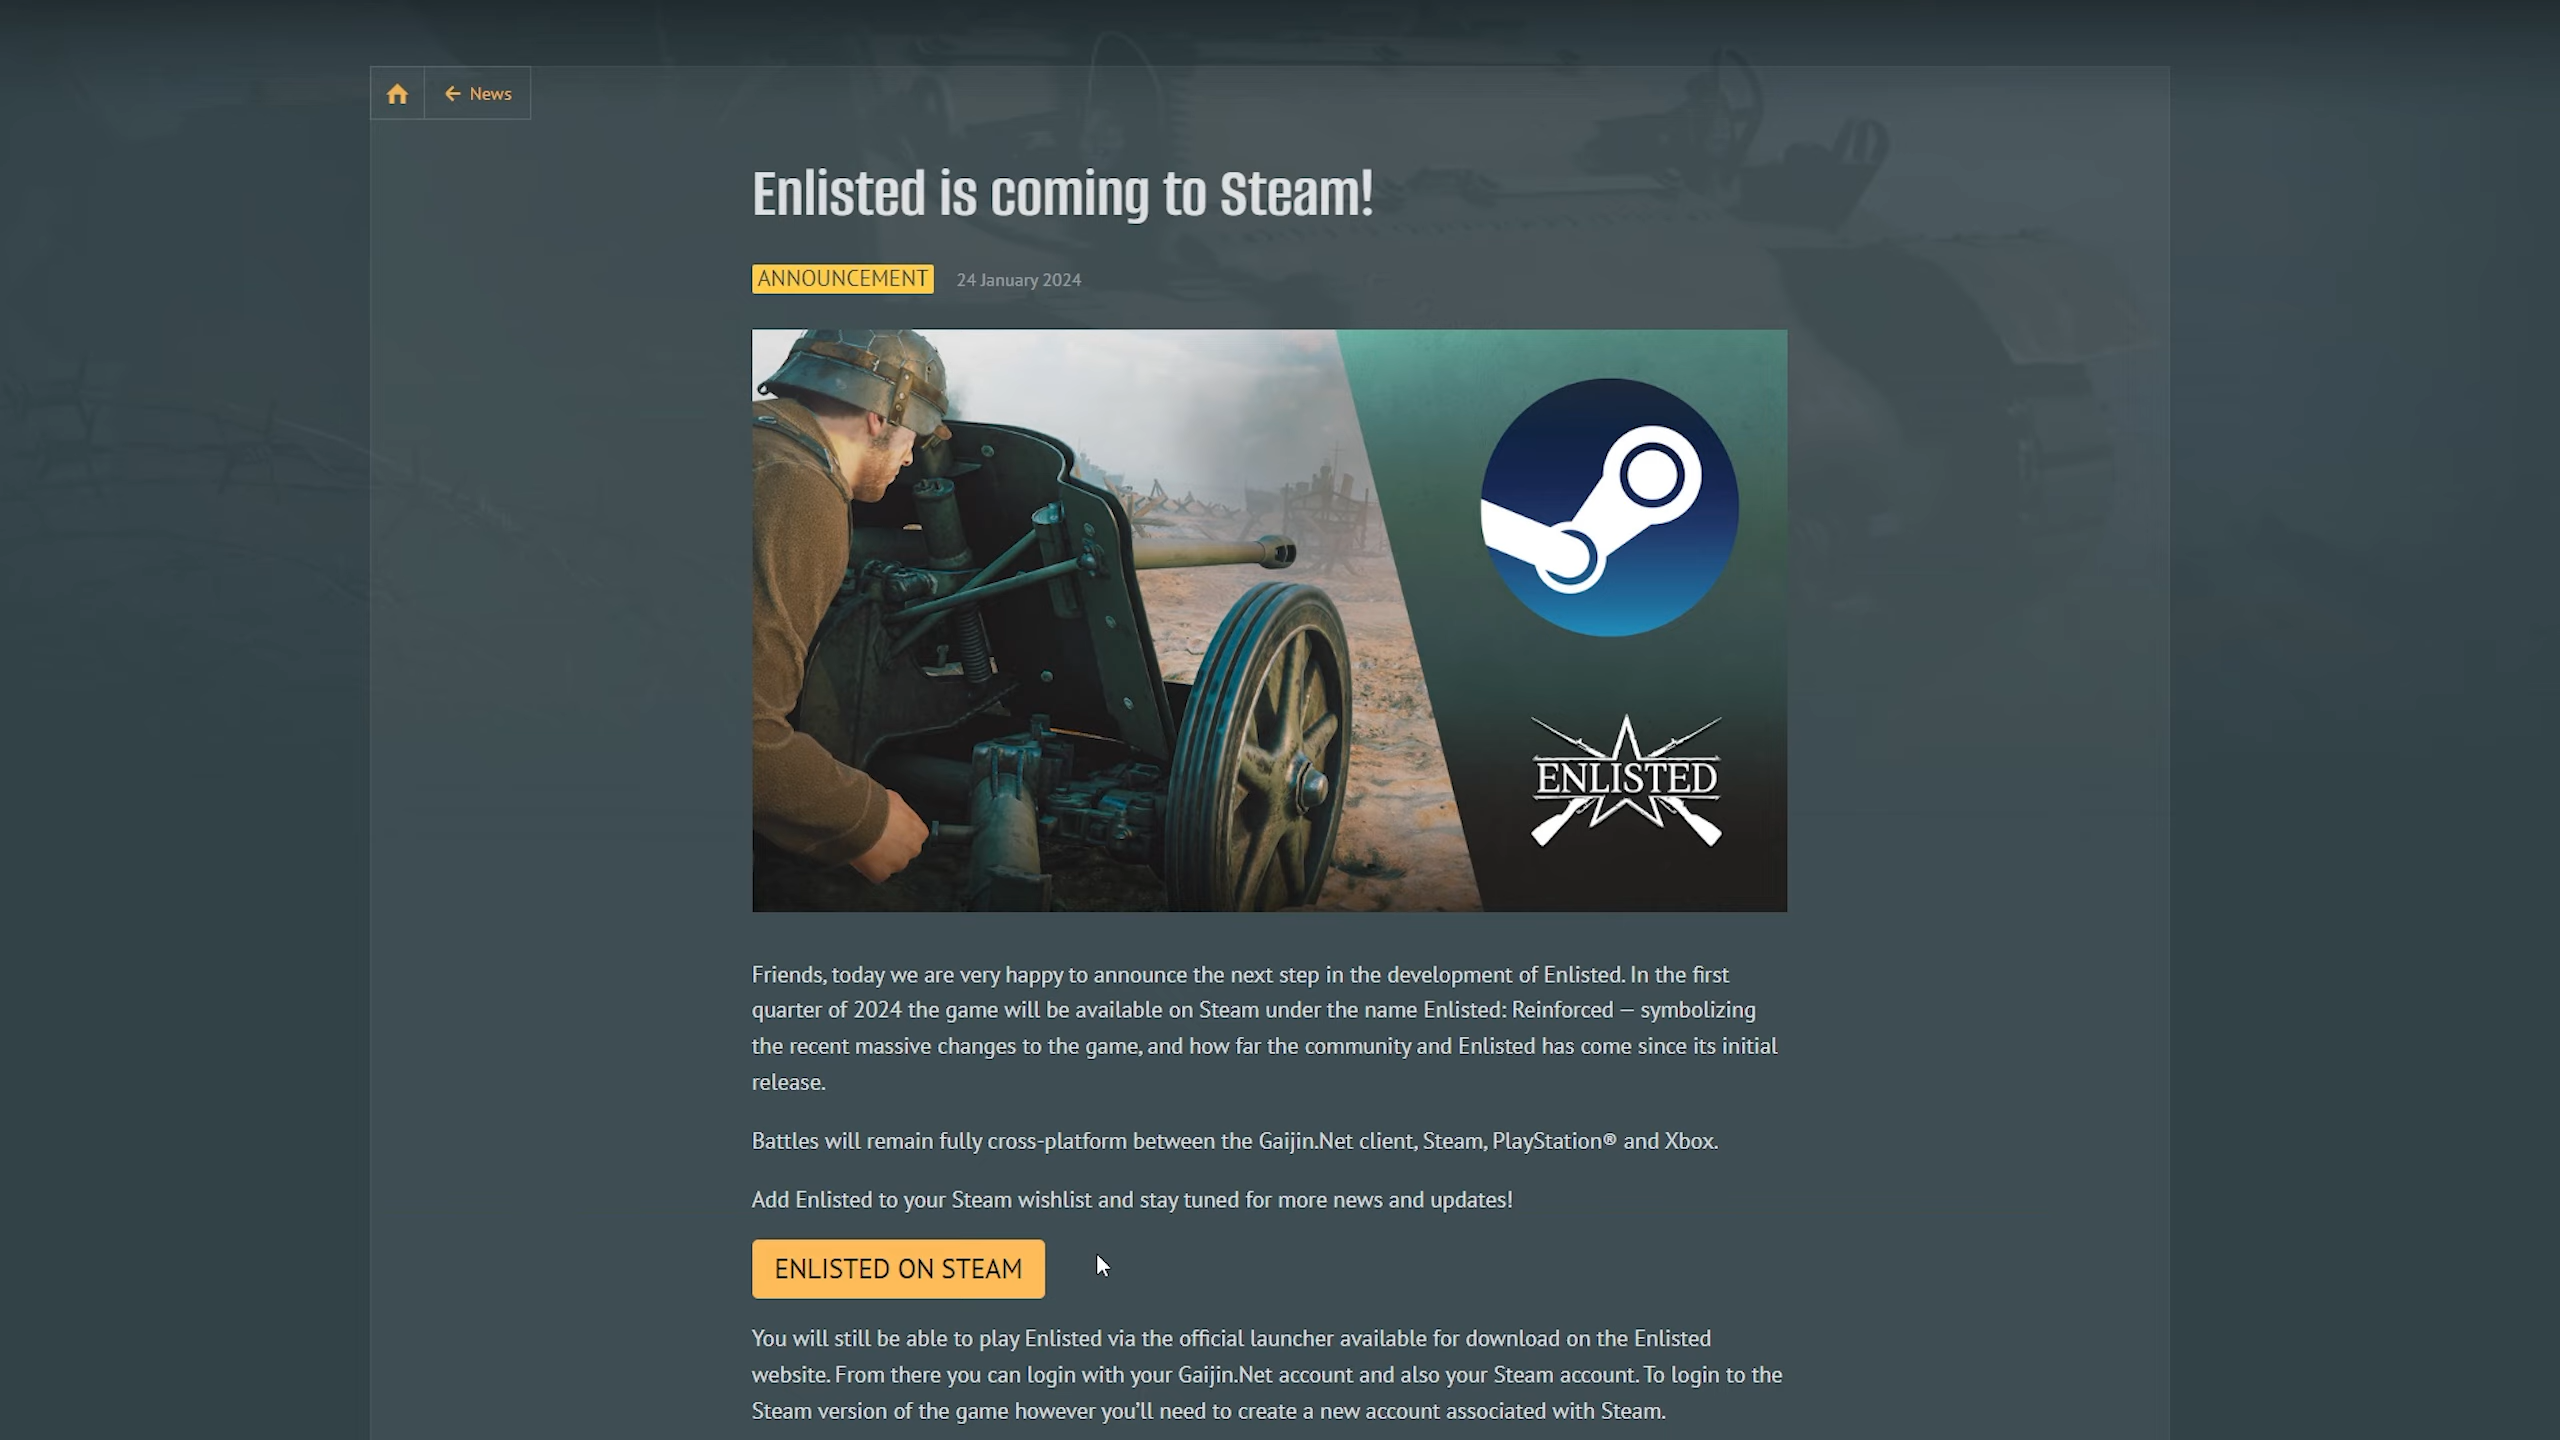 News
Enlisted is coming to Steam!
ANNOUNCEMENT 24 January 2024
ENLISTED
Friends, today we are very happy to announce the next step in the development of Enlisted. In the first
quarter of 2024 the game will be available on Steam under the name Enlisted: Reinforced — symbolizing
the recent massive changes to the game, and how far the community and Enlisted has come since its initial
release.
Battles will remain fully cross-platform between the Gaijin.Net client, Steam, PlayStation® and Xbox.
Add Enlisted to your Steam wishlist and stay tuned for more news and updates!
ENLISTED ON STEAM
You will still be able to play Enlisted via the official launcher available for download on the Enlisted
website. From there you can login with your Gaijin.Net account and also your Steam account. To login to the
Steam version of the game however you’ll need to create a new account associated with Steam.